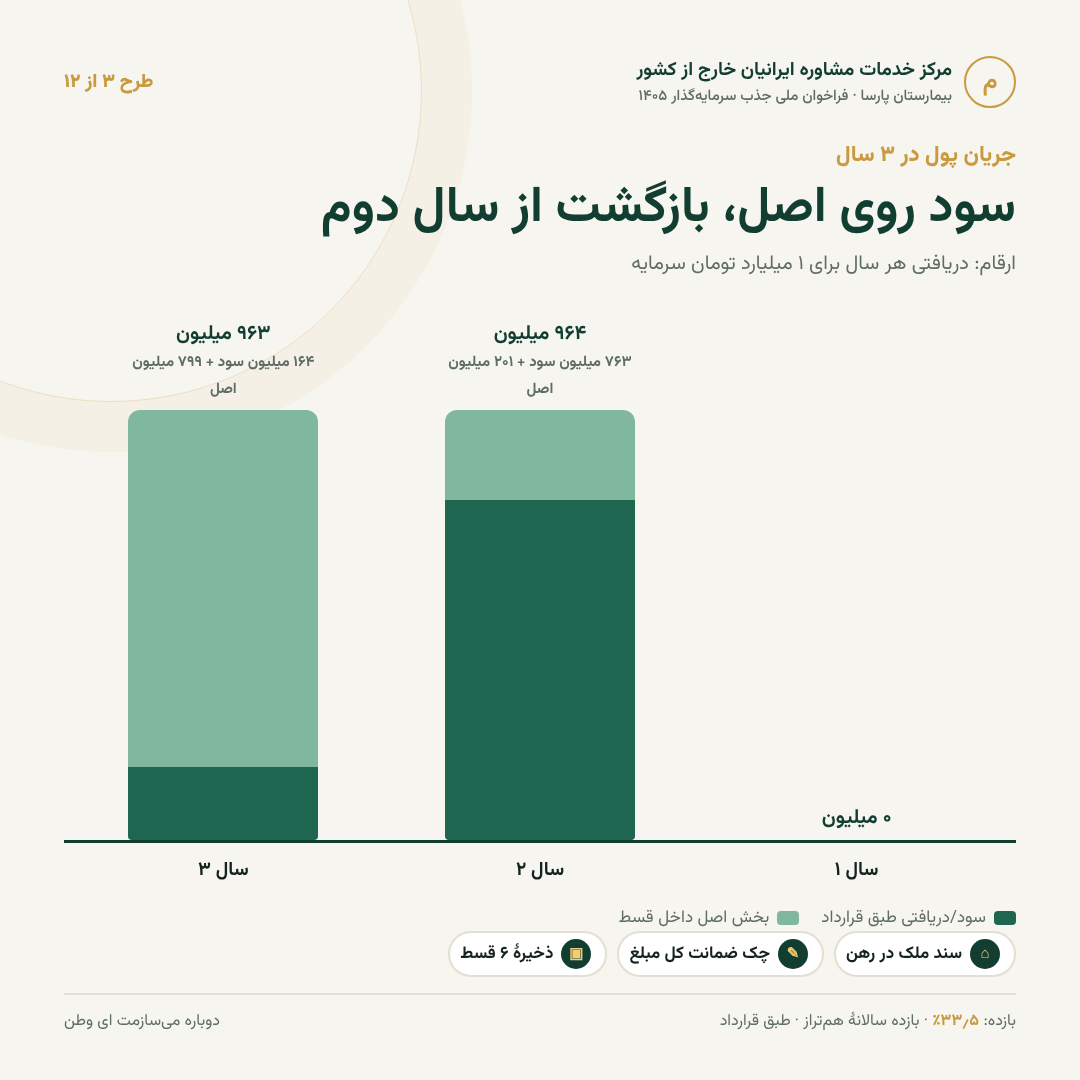 م
مرکز خدمات مشاوره ایرانیان خارج از کشور
بیمارستان پارسا · فراخوان ملی جذب سرمایه‌گذار ۱۴۰۵
طرح ۳ از ۱۲
جریان پول در ۳ سال
سود روی اصل، بازگشت از سال دوم
ارقام: دریافتی هر سال برای ۱ میلیارد تومان سرمایه
۰ میلیون
سال ۱
۹۶۴ میلیون
۷۶۳ میلیون سود + ۲۰۱ میلیون
اصل
سال ۲
۹۶۳ میلیون
۱۶۴ میلیون سود + ۷۹۹ میلیون
اصل
سال ۳
سود/دریافتی طبق قرارداد
بخش اصل داخل قسط
سند ملک در رهن
چک ضمانت کل مبلغ
ذخیرهٔ ۶ قسط
بازده: ۳۳٫۵٪ · بازده سالانهٔ هم‌تراز · طبق قرارداد
دوباره می‌سازمت ای وطن